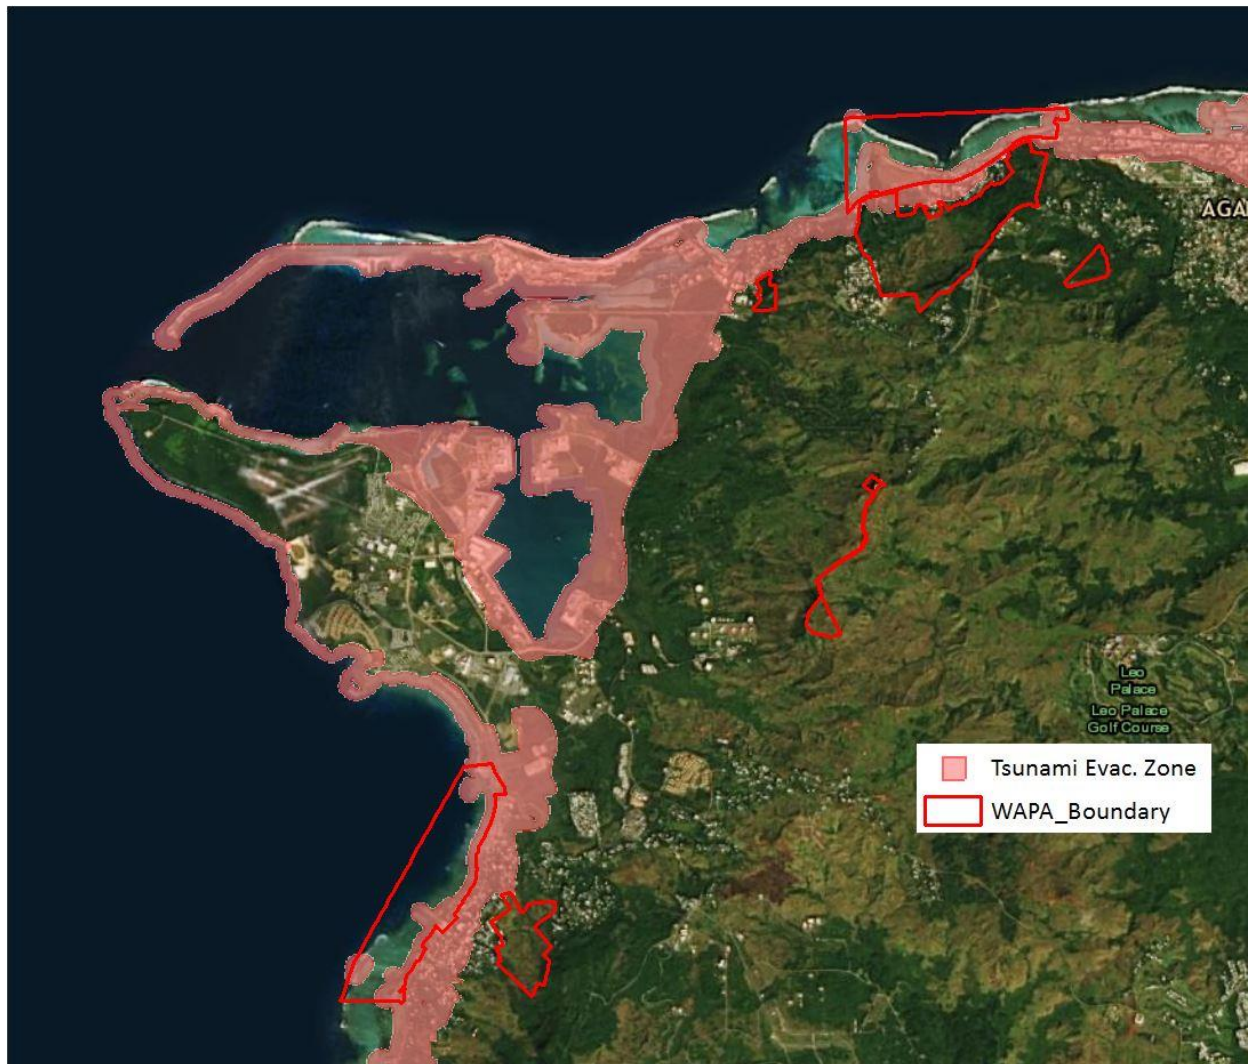 AGA
Leo
Palace
Leo Palace
Golf Course
Tsunami Evac. Zone
WAPA_Boundary